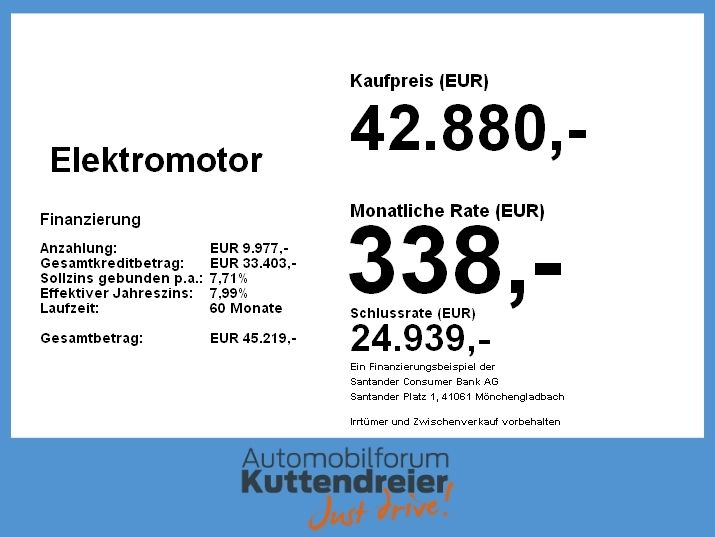 Elektromotor
Finanzierung
Anzahlung: EUR 9.977,-
Gesamtkreditbetrag: EUR 33.403,-
Sollzins gebunden p.a.: 7,71%
Effektiver Jahreszins: 7,99%
Laufzeit: 60 Monate
Gesamtbetrag: EUR 45.219,-
Kaufpreis (EUR)
42.880,-
Monatliche Rate (EUR)
338,-
Schlussrate (EUR)
24.939,-
Ein Finanzierungsbeispiel der
Santander Consumer Bank AG
Santander Platz 1, 41061 Mönchengladbach
Irrtümer und Zwischenverkauf vorbehalten
Automobilforum
Kuttendreier
Just drive!